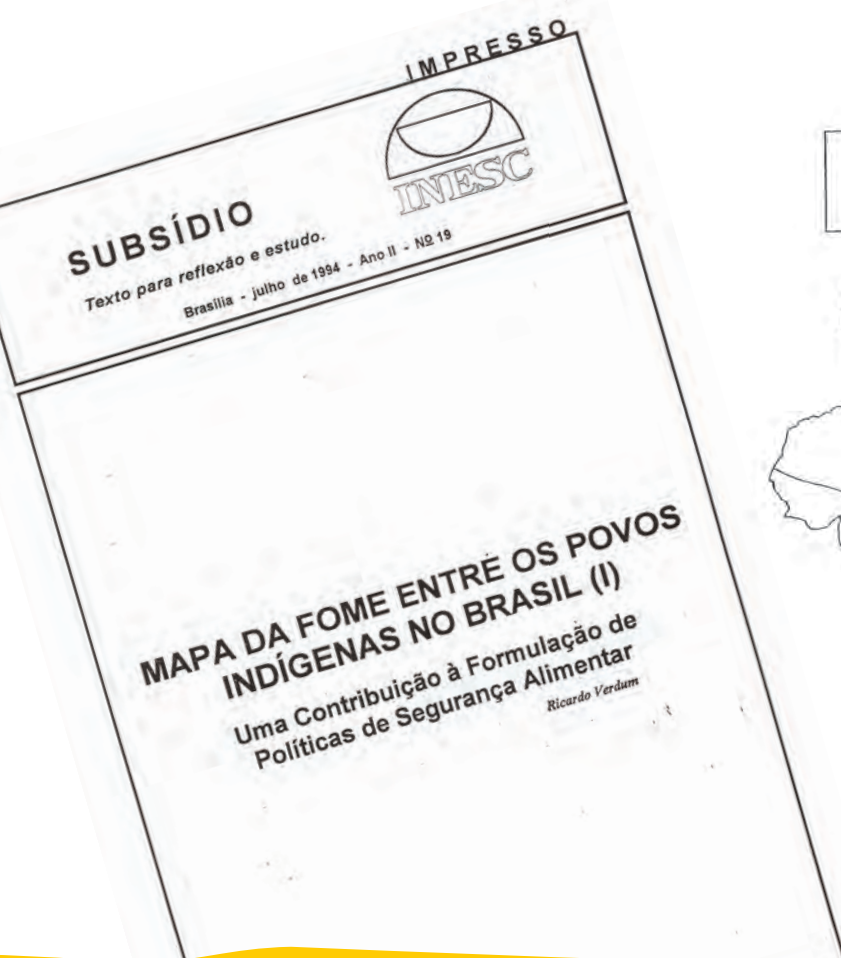 IMPRESSO
INESC
SUBSÍDIO
Texto para reflexão e estudo.
Brasília - julho de 1994 - Ano II - Nº 19
MAPA DA FOME ENTRE OS POVOS
INDÍGENAS NO BRASIL (I)
Uma Contribuição à Formulação de
Políticas de Segurança Alimentar
Ricardo Verdum